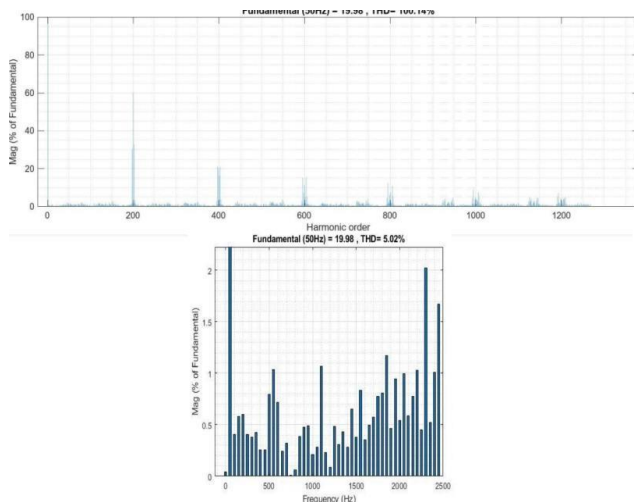 Fundamental (50Hz) = 19.98 , THD= 100.14%
100
80
60
40
20
0
Mag (% of Fundamental)
0 200 400 600 800 1000 1200
Harmonic order
Fundamental (50Hz) = 19.98 , THD= 5.02%
2
1.5
1
0.5
0
Mag (% of Fundamental)
0 500 1000 1500 2000 2500
Frequency (Hz)